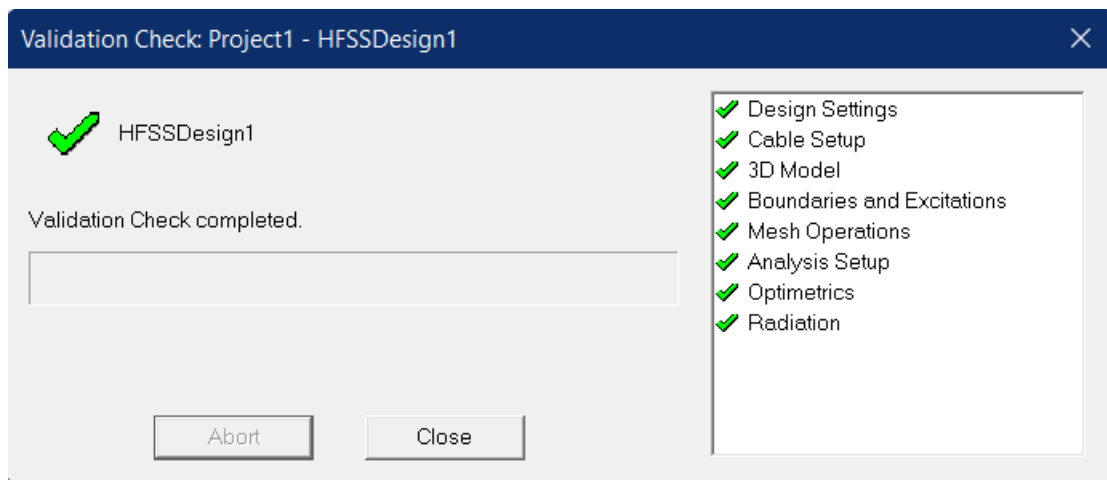 Validation Check: Project1 - HFSSDesign1
HFSSDesign1
Validation Check completed.
Abort
Close
Design Settings
Cable Setup
3D Model
Boundaries and Excitations
Mesh Operations
Analysis Setup
Optimetrics
Radiation